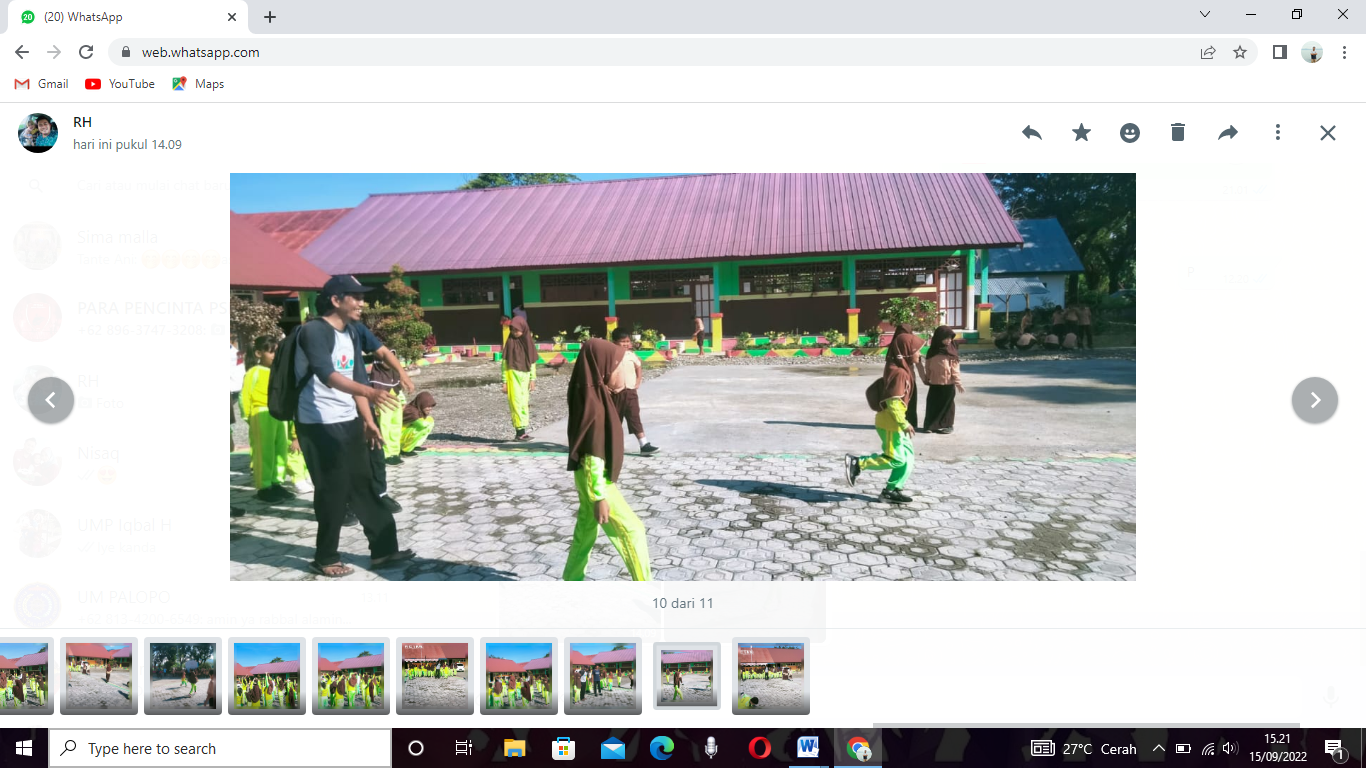 20
(20) WhatsApp
web.whatsapp.com
Gmail
YouTube
Maps
RH
hari ini pukul 14.09
Sima malla
PARA PENCINTA PS
RH
Foto
Nisaq
UMP Iqbal H
UM PALOPO
10 dari 11
Type here to search
27°C Cerah
15.21
15/09/2022
1